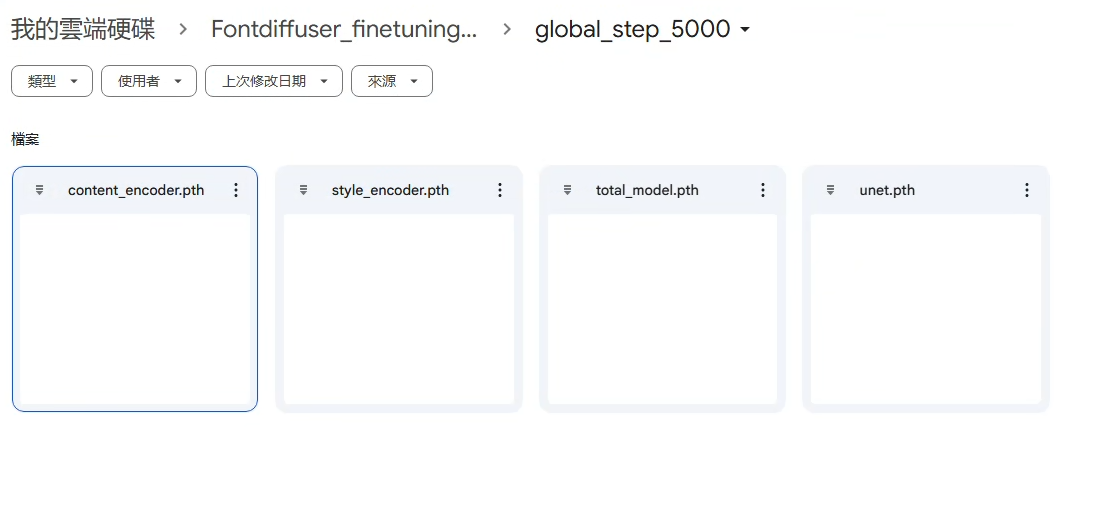 我的雲端硬碟 > Fontdiffuser_finetuning... > global_step_5000
類型 使用者 上次修改日期 來源
檔案
content_encoder.pth style_encoder.pth total_model.pth unet.pth